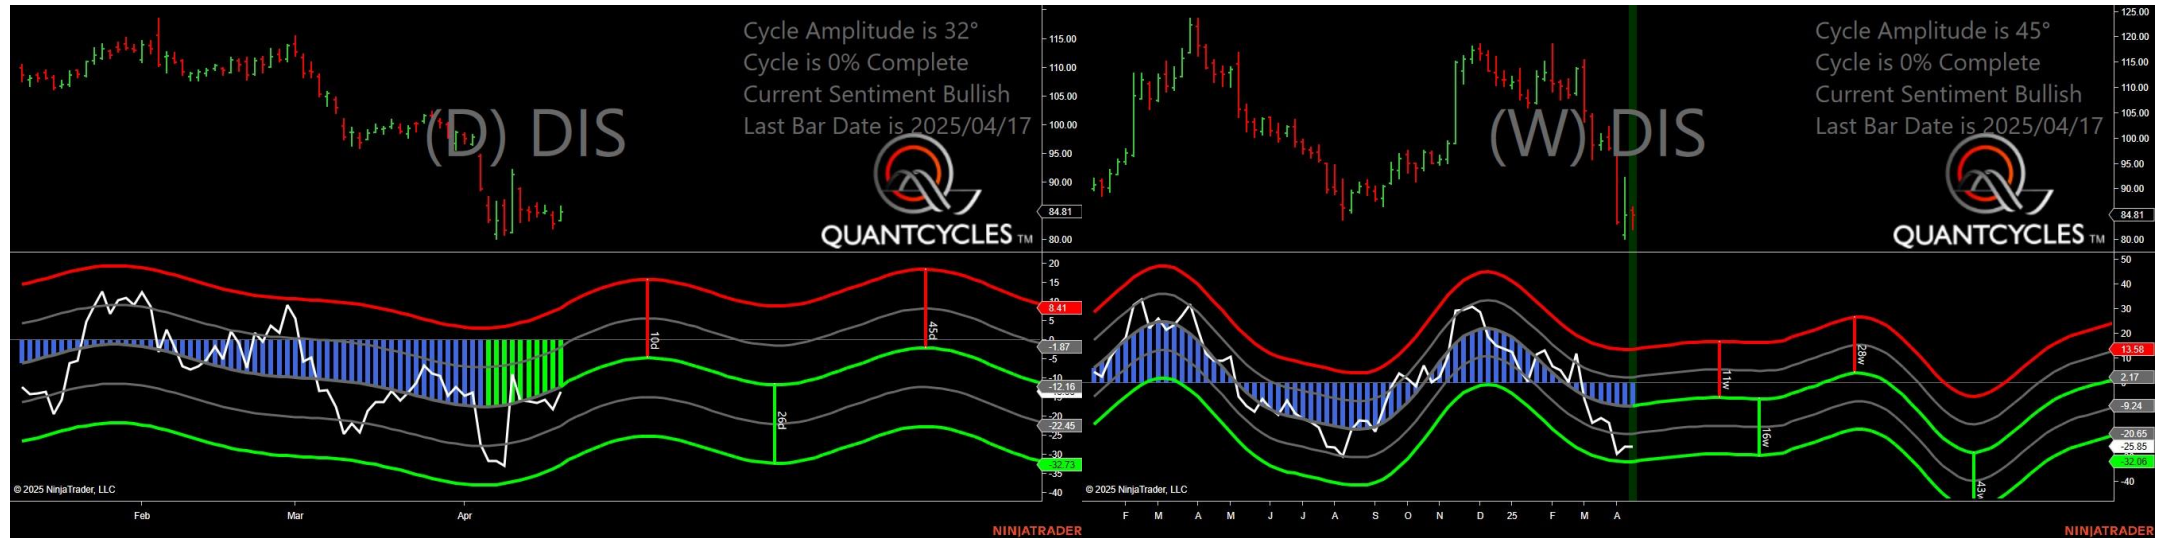 Cycle Amplitude is 32°
Cycle is 0% Complete
Current Sentiment Bullish
Last Bar Date is 2025/04/17
(D) DIS
QUANTCYCLES TM
115.00
110.00
105.00
100.00
95.00
90.00
84.81
80.00
20
15
10
8.41
5
0
-1.87
-5
-10
-12.16
-15
-20
-22.45
-25
-30
-32.73
-35
-40
10d
26d
45d
© 2025 NinjaTrader, LLC
Feb
Mar
Apr
NINJATRADER
Cycle Amplitude is 45°
Cycle is 0% Complete
Current Sentiment Bullish
Last Bar Date is 2025/04/17
(W) DIS
QUANTCYCLES TM
125.00
120.00
115.00
110.00
105.00
100.00
95.00
90.00
84.81
80.00
50
40
30
20
13.58
10
2.17
-9.24
-20.65
-25.85
-32.06
-40
11w
16w
28w
43w
© 2025 NinjaTrader, LLC
F
M
A
M
J
J
A
S
O
N
D
25
F
M
A
NINJATRADER